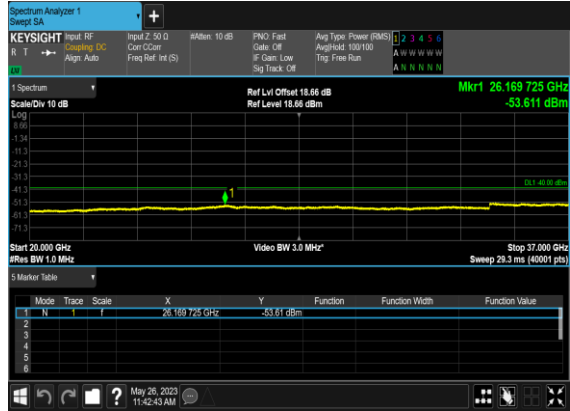 Spectrum Analyzer 1
Swept SA
+
KEYSIGHT Input: RF Input Z: 50 Ω #Atten: 10 dB PNO: Fast Avg Type: Power (RMS) 1 2 3 4 5 6
R T Coupling: DC Corr CCorr Gate: Off Avg|Hold: 100/100 A W W W W W
Align: Auto Freq Ref: Int (S) IF Gain: Low Trig: Free Run
Sig Track: Off A N N N N N
LW
1 Spectrum Ref Lvl Offset 18.66 dB Mkr1 26.169 725 GHz
Scale/Div 10 dB Ref Level 18.66 dBm -53.611 dBm
Log
8.66
-1.34
-11.3
-21.3
-31.3
DL1 -40.00 dBm
-41.3
1
-51.3
-61.3
-71.3
Start 20.000 GHz Video BW 3.0 MHz* Stop 37.000 GHz
#Res BW 1.0 MHz Sweep 29.3 ms (40001 pts)
5 Marker Table
Mode Trace Scale X Y Function Function Width Function Value
1 N 1 f 26.169 725 GHz -53.61 dBm
2
3
4
5
6
? May 26, 2023
11:42:43 AM